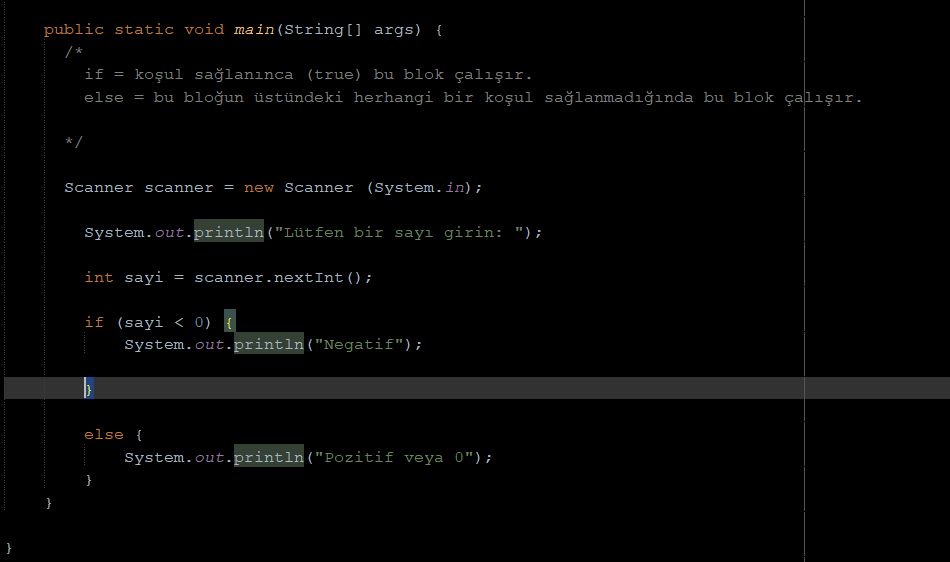 public static void main(String[] args) {
/*
if = koşul sağlanınca (true) bu blok çalışır.
else = bu bloğun üstündeki herhangi bir koşul sağlanmadığında bu blok çalışır.
*/
Scanner scanner = new Scanner (System.in);
System.out.println("Lütfen bir sayı girin: ");
int sayi = scanner.nextInt();
if (sayi < 0) {
System.out.println("Negatif");
}
else {
System.out.println("Pozitif veya 0");
}
}
}